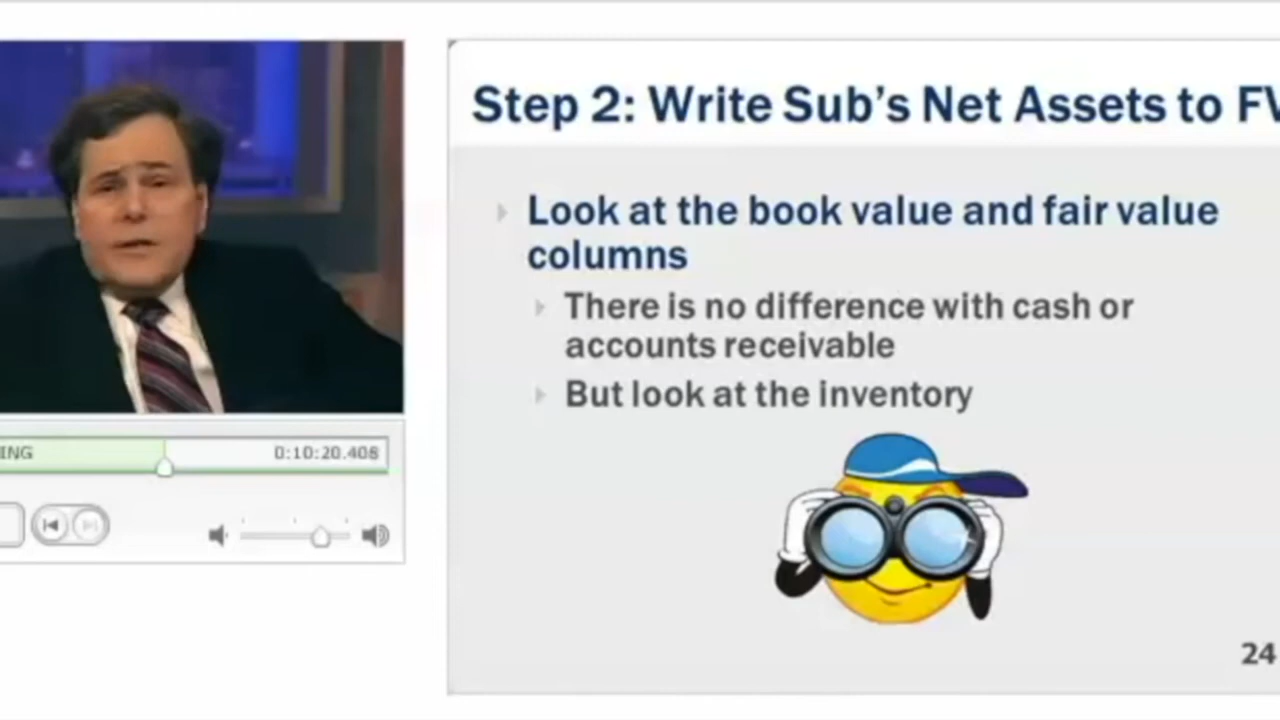 Step 2: Write Sub's Net Assets to FV
Look at the book value and fair value
columns
There is no difference with cash or
accounts receivable
But look at the inventory
ING
0:10:20.408
24